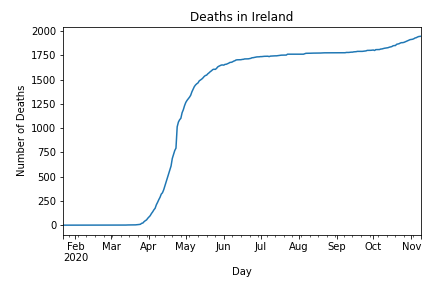 Deaths in Ireland
Number of Deaths
2000
1750
1500
1250
1000
750
500
250
0
Feb Mar Apr May Jun Jul Aug Sep Oct Nov
2020
Day